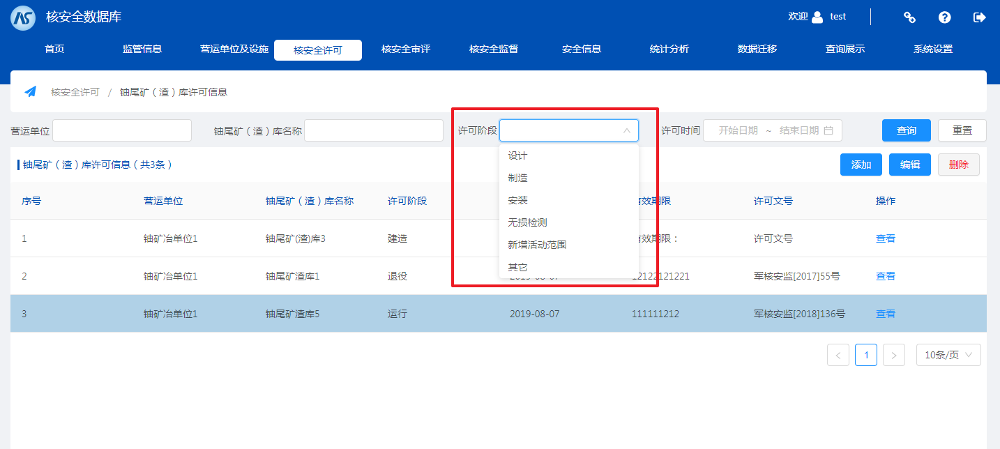 核安全数据库
欢迎 test
首页 监管信息 营运单位及设施 核安全许可 核安全审评 核安全监督 安全信息 统计分析 数据迁移 查询展示 系统设置
核安全许可 / 铀尾矿（渣）库许可信息
营运单位 铀尾矿（渣）库名称 许可阶段 许可时间 开始日期 ~ 结束日期 查询 重置
设计
制造
安装
无损检测
新增活动范围
其它
铀尾矿（渣）库许可信息（共3条） 添加 编辑 删除
序号 营运单位 铀尾矿（渣）库名称 许可阶段 有效期限 许可文号 操作
1 铀矿冶单位1 铀尾矿(渣)库3 建造 有效期限： 许可文号 查看
2 铀矿冶单位1 铀尾矿渣库1 退役 2019-08-07 12122121221 军核安监[2017]55号 查看
3 铀矿冶单位1 铀尾矿渣库5 运行 2019-08-07 111111212 军核安监[2018]136号 查看
< 1 > 10条/页